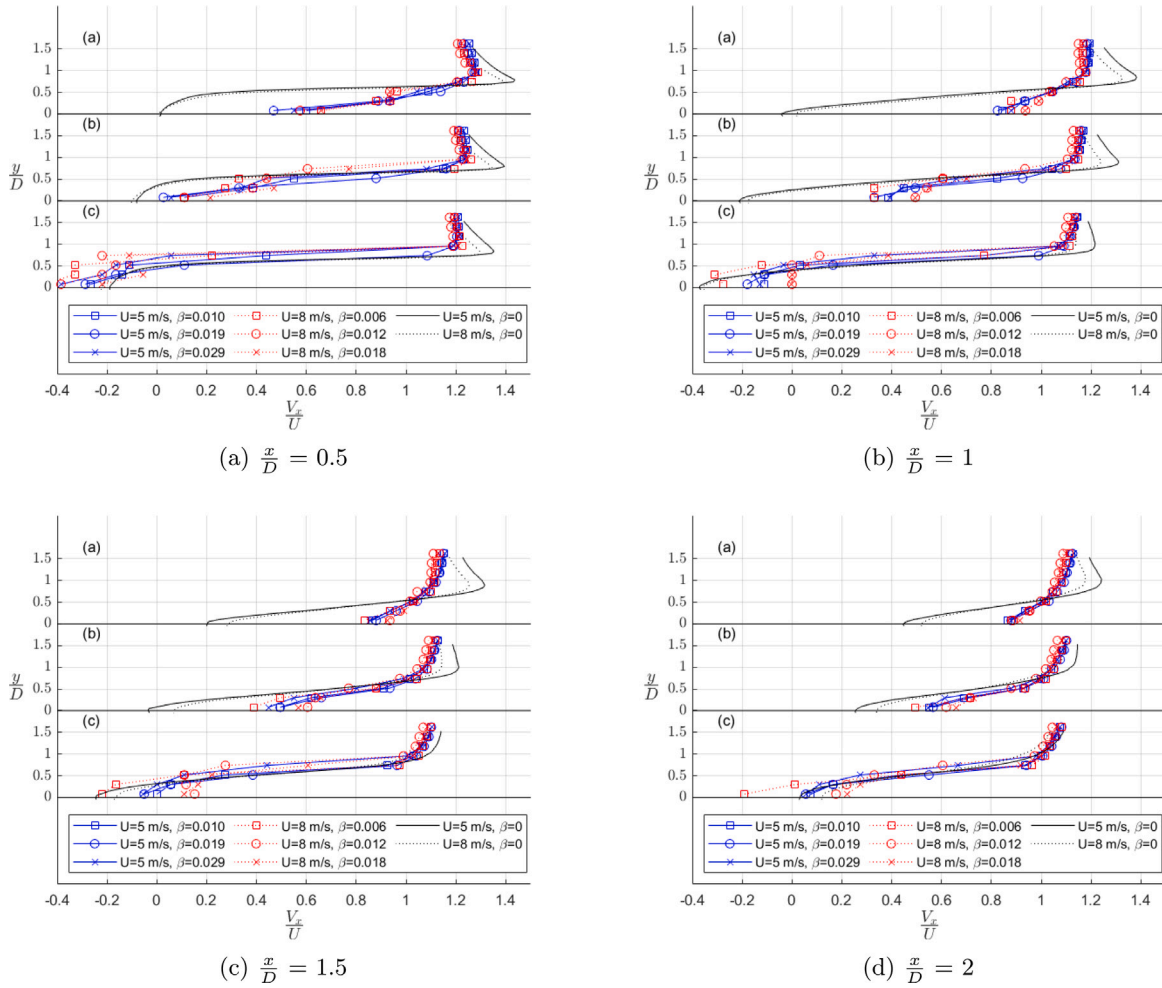 (a)
1.5
1
0.5
0
(b)
1.5
y/D 1
0.5
0
(c)
1.5
1
0.5
0
U=5 m/s, β=0.010 U=8 m/s, β=0.006 U=5 m/s, β=0
U=5 m/s, β=0.019 U=8 m/s, β=0.012 U=8 m/s, β=0
U=5 m/s, β=0.029 U=8 m/s, β=0.018
-0.4 -0.2 0 0.2 0.4 0.6 0.8 1 1.2 1.4
V_x/U
(a) x/D = 0.5
(a)
1.5
1
0.5
0
(b)
1.5
y/D 1
0.5
0
(c)
1.5
1
0.5
0
U=5 m/s, β=0.010 U=8 m/s, β=0.006 U=5 m/s, β=0
U=5 m/s, β=0.019 U=8 m/s, β=0.012 U=8 m/s, β=0
U=5 m/s, β=0.029 U=8 m/s, β=0.018
-0.4 -0.2 0 0.2 0.4 0.6 0.8 1 1.2 1.4
V_x/U
(b) x/D = 1
(a)
1.5
1
0.5
0
(b)
1.5
y/D 1
0.5
0
(c)
1.5
1
0.5
0
U=5 m/s, β=0.010 U=8 m/s, β=0.006 U=5 m/s, β=0
U=5 m/s, β=0.019 U=8 m/s, β=0.012 U=8 m/s, β=0
U=5 m/s, β=0.029 U=8 m/s, β=0.018
-0.4 -0.2 0 0.2 0.4 0.6 0.8 1 1.2 1.4
V_x/U
(c) x/D = 1.5
(a)
1.5
1
0.5
0
(b)
1.5
y/D 1
0.5
0
(c)
1.5
1
0.5
0
U=5 m/s, β=0.010 U=8 m/s, β=0.006 U=5 m/s, β=0
U=5 m/s, β=0.019 U=8 m/s, β=0.012 U=8 m/s, β=0
U=5 m/s, β=0.029 U=8 m/s, β=0.018
-0.4 -0.2 0 0.2 0.4 0.6 0.8 1 1.2 1.4
V_x/U
(d) x/D = 2